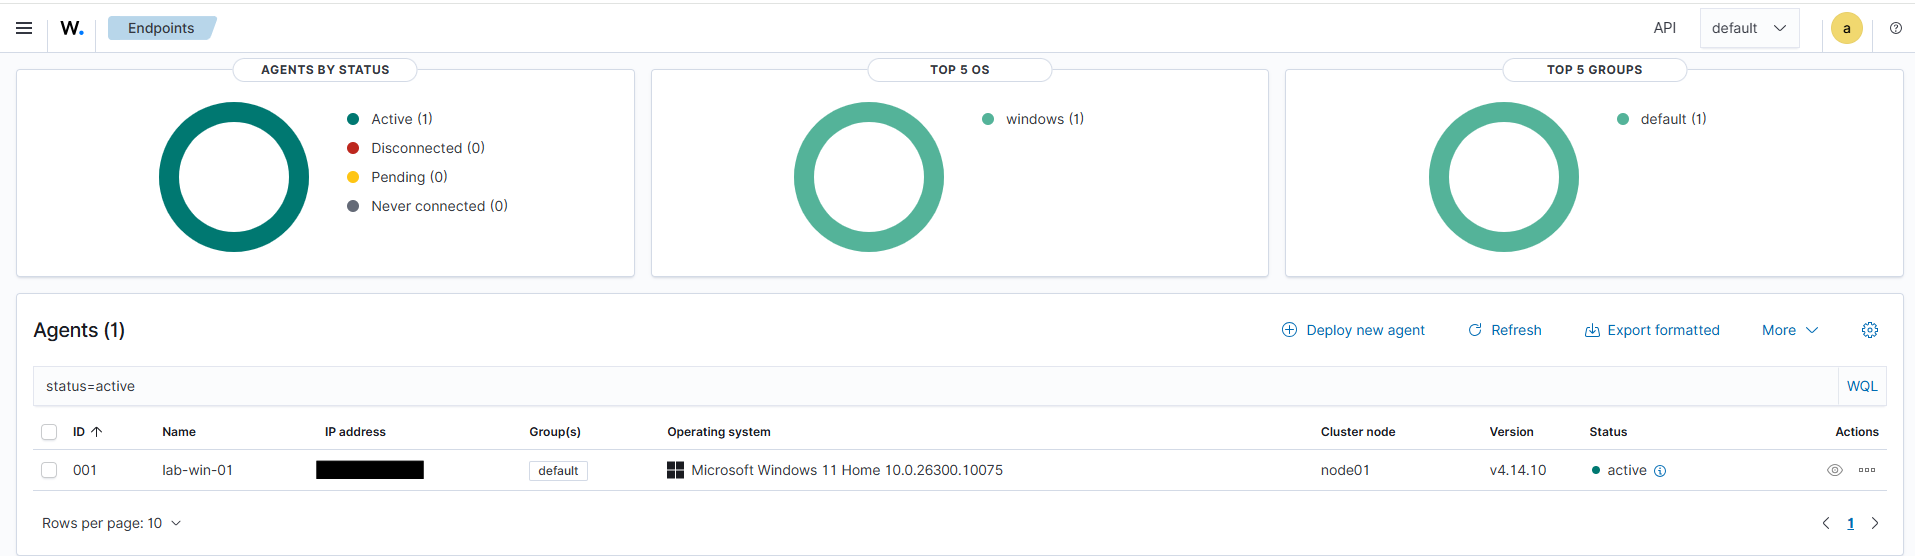 W. Endpoints API default a
AGENTS BY STATUS
Active (1)
Disconnected (0)
Pending (0)
Never connected (0)
TOP 5 OS
windows (1)
TOP 5 GROUPS
default (1)
Agents (1) Deploy new agent Refresh Export formatted More
status=active WQL
ID Name IP address Group(s) Operating system Cluster node Version Status Actions
001 lab-win-01 default Microsoft Windows 11 Home 10.0.26300.10075 node01 v4.14.10 active
Rows per page: 10 1